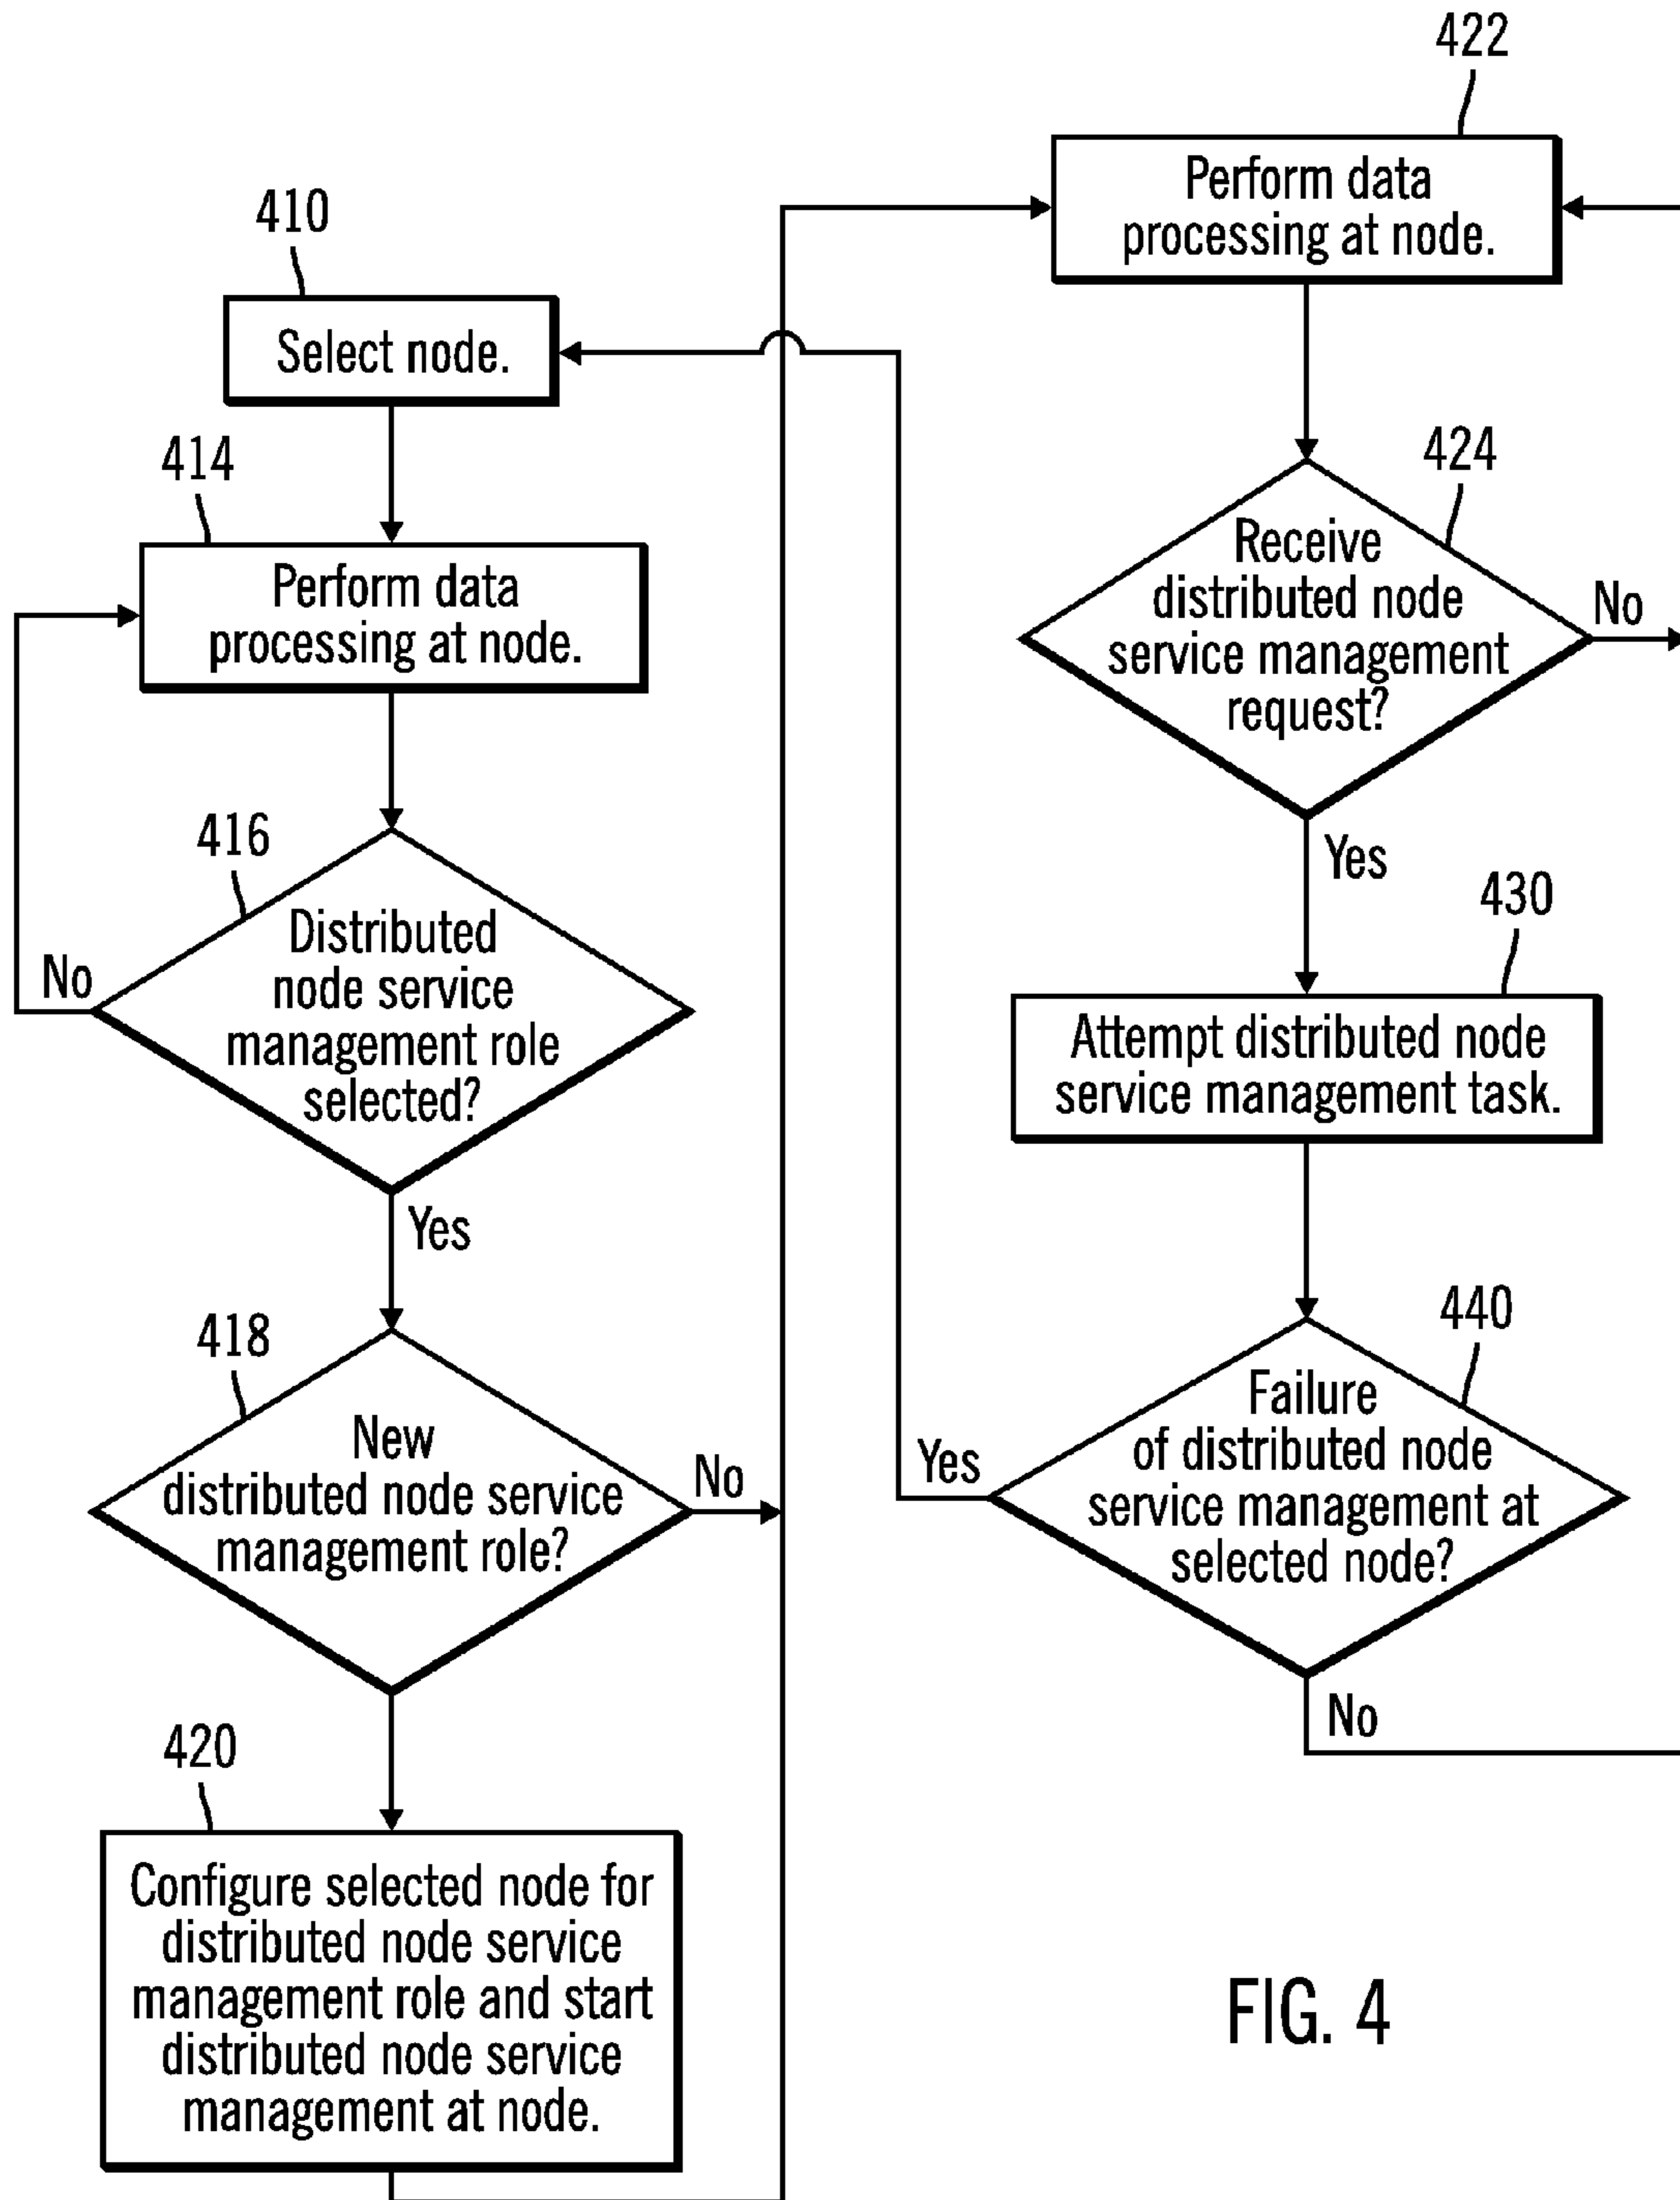 410
Select node.
414
Perform data
processing at node.
416
Distributed
node service
management role
selected?
No
Yes
418
New
distributed node service
management role?
No
420
Configure selected node for
distributed node service
management role and start
distributed node service
management at node.
422
Perform data
processing at node.
424
Receive
distributed node
service management
request?
No
Yes
430
Attempt distributed node
service management task.
440
Failure
of distributed node
service management at
selected node?
Yes
No
FIG. 4